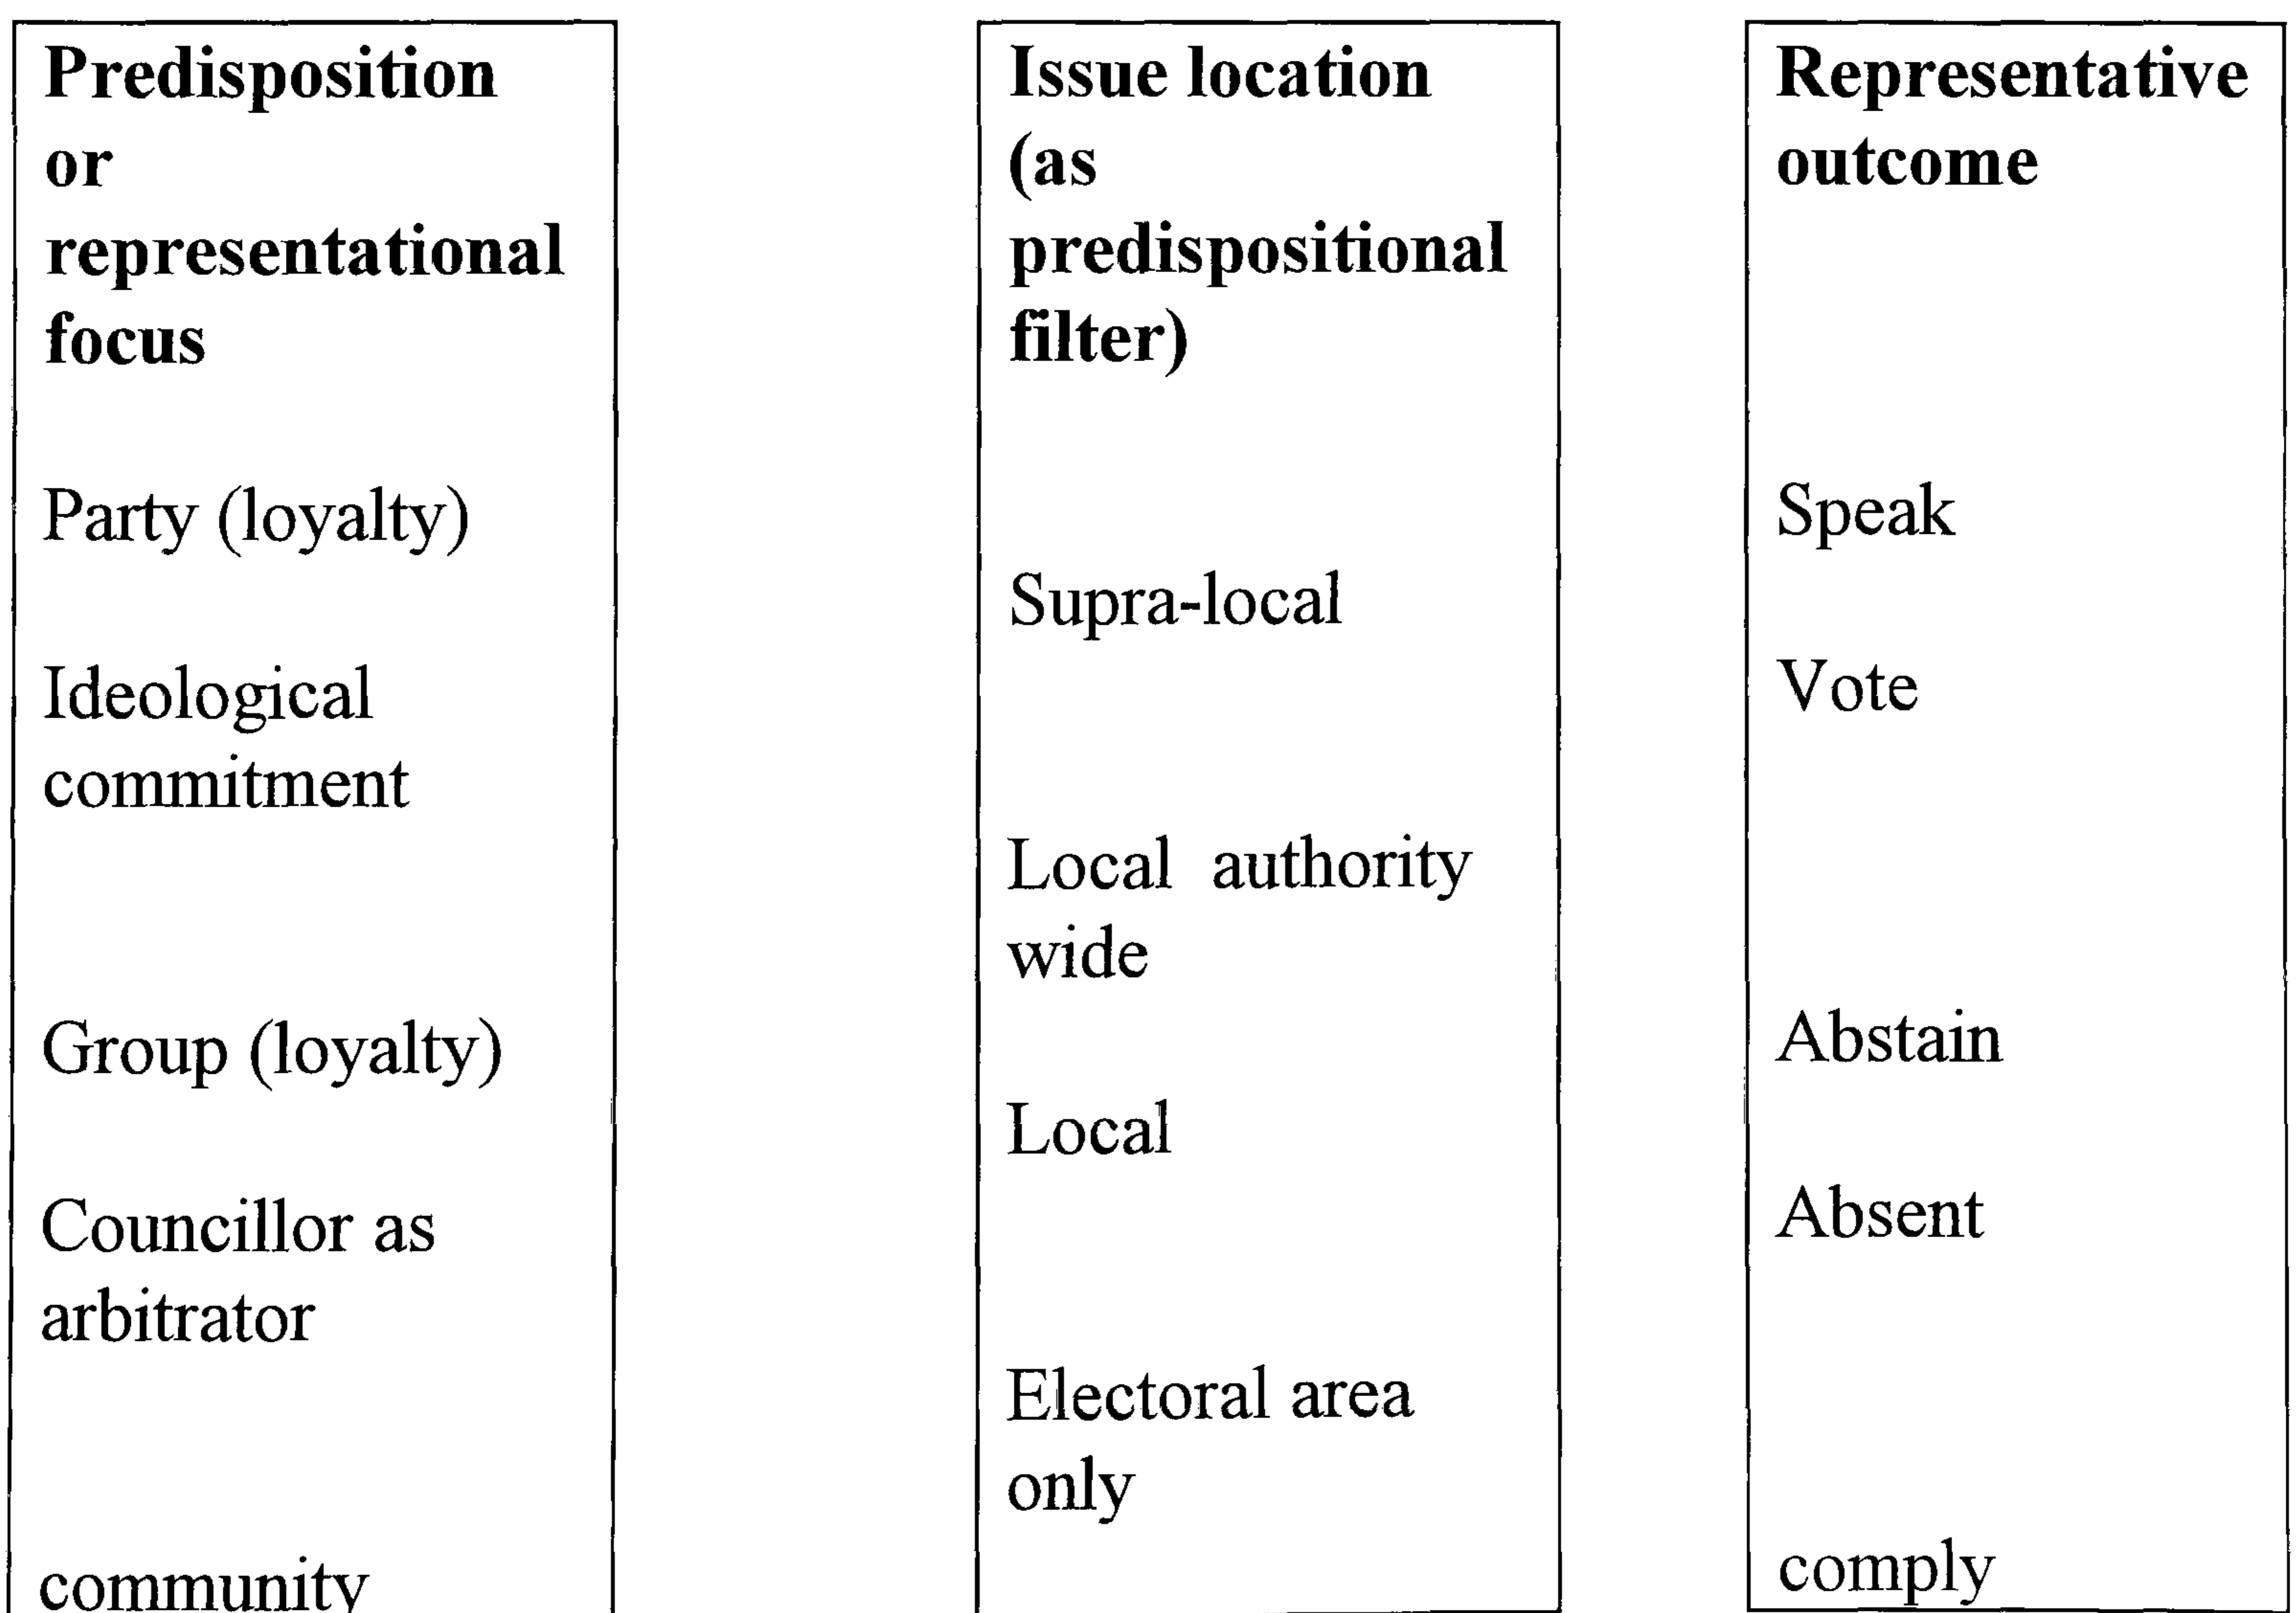 Predisposition
or
representational
focus
Party (loyalty)
Ideological
commitment
Group (loyalty)
Councillor as
arbitrator
community
Issue location
(as
predispositional
filter)
Supra-local
Local authority
wide
Local
Electoral area
only
Representative
outcome
Speak
Vote
Abstain
Absent
comply